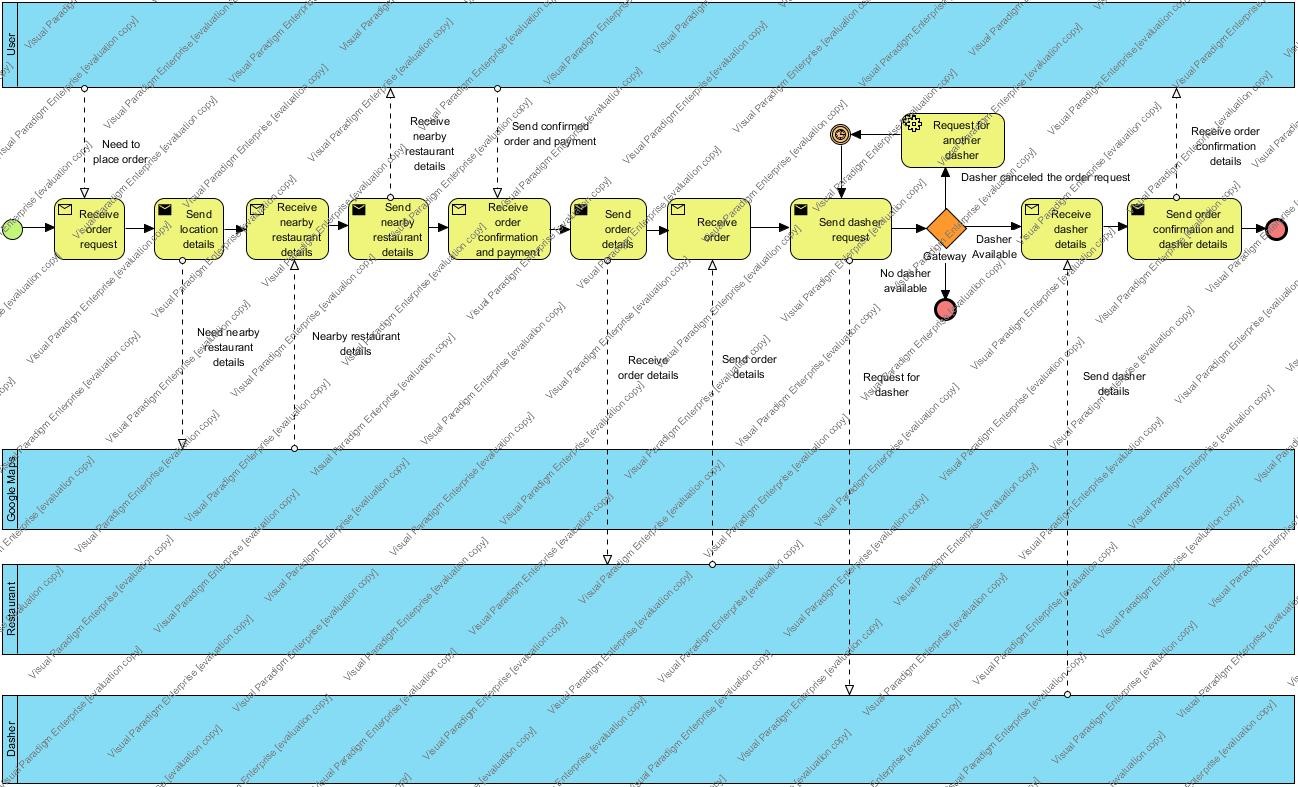 User
Need to
place order
Receive
nearby
restaurant
details
Send confirmed
order and payment
Receive order
confirmation
details
Request for
another
dasher
Dasher canceled the order request
Receive
order
request
Send
location
details
Receive
nearby
restaurant
details
Send
nearby
restaurant
details
Receive
order
confirmation
and payment
Send
order
details
Receive
order
Send dasher
request
Gateway
Dasher
Available
No dasher
available
Receive
dasher
details
Send order
confirmation and
dasher details
Need nearby
restaurant
details
Nearby restaurant
details
Receive
order details
Send order
details
Request for
dasher
Send dasher
details
Google Maps
Restaurant
Dasher
Visual Paradigm Enterprise [evaluation copy]